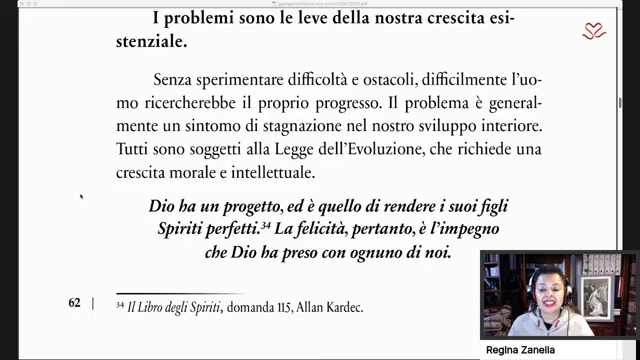 I problemi sono le leve della nostra crescita esi-
stenziale.
Senza sperimentare difficoltà e ostacoli, difficilmente l'uo-
mo ricercherebbe il proprio progresso. Il problema è general-
mente un sintomo di stagnazione nel nostro sviluppo interiore.
Tutti sono soggetti alla Legge dell'Evoluzione, che richiede una
crescita morale e intellettuale.
Dio ha un progetto, ed è quello di rendere i suoi figli
Spiriti perfetti.³⁴ La felicità, pertanto, è l'impegno
che Dio ha preso con ognuno di noi.
62 |
³⁴ Il Libro degli Spiriti, domanda 115, Allan Kardec.
Regina Zanella